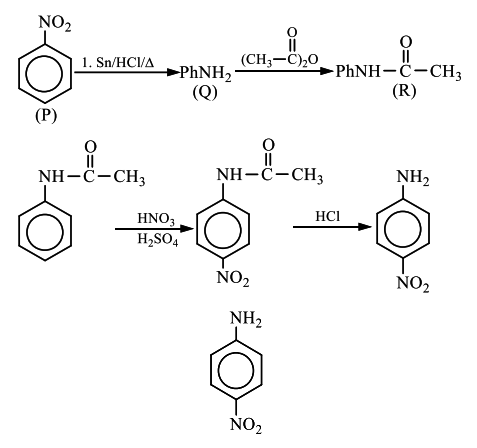 NO₂
O
1. Sn/HCl/Δ PhNH₂ (CH₃–C–)₂O PhNH–C–CH₃
(P) (Q) (R)
O O
NH–C–CH₃ NH–C–CH₃ NH₂
HNO₃ HCl
H₂SO₄
NO₂ NO₂
NH₂
NO₂